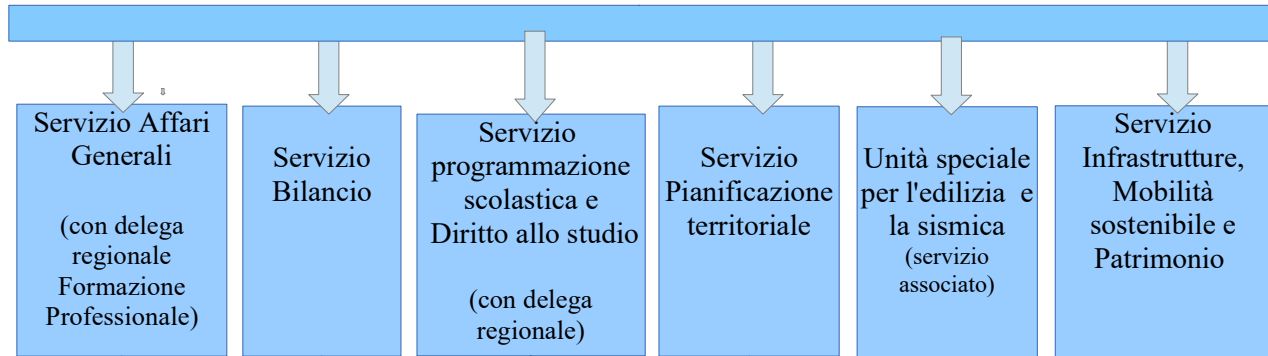 Servizio Affari
Generali
(con delega
regionale
Formazione
Professionale)
Servizio
Bilancio
Servizio
programmazione
scolastica e
Diritto allo studio
(con delega
regionale)
Servizio
Pianificazione
territoriale
Unità speciale
per l'edilizia e
la sismica
(servizio
associato)
Servizio
Infrastrutture,
Mobilità
sostenibile e
Patrimonio